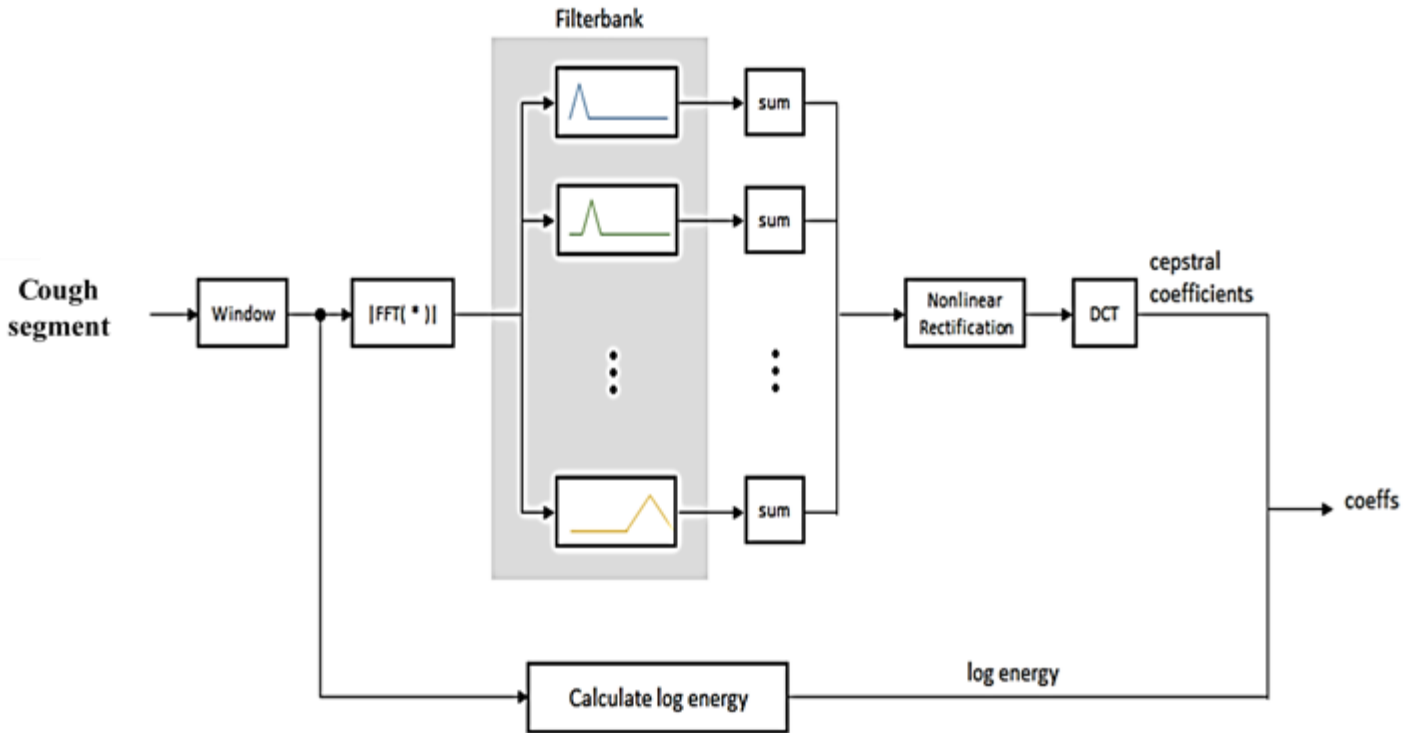 Filterbank
sum
sum
Cough
segment
Window
|FFT( * )|
Nonlinear
Rectification
DCT
cepstral
coefficients
sum
coeffs
Calculate log energy
log energy